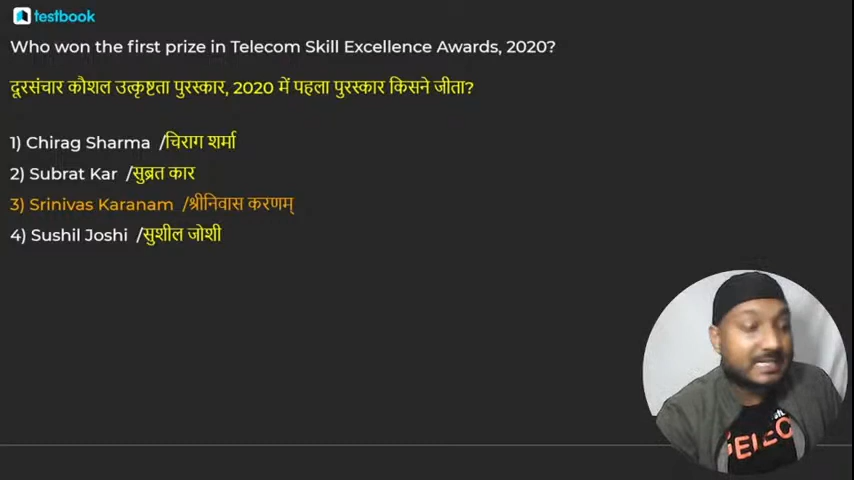 testbook
Who won the first prize in Telecom Skill Excellence Awards, 2020?
दूरसंचार कौशल उत्कृष्टता पुरस्कार, 2020 में पहला पुरस्कार किसने जीता?
1) Chirag Sharma /चिराग शर्मा
2) Subrat Kar /सुब्रत कार
3) Srinivas Karanam /श्रीनिवास करणम्
4) Sushil Joshi /सुशील जोशी